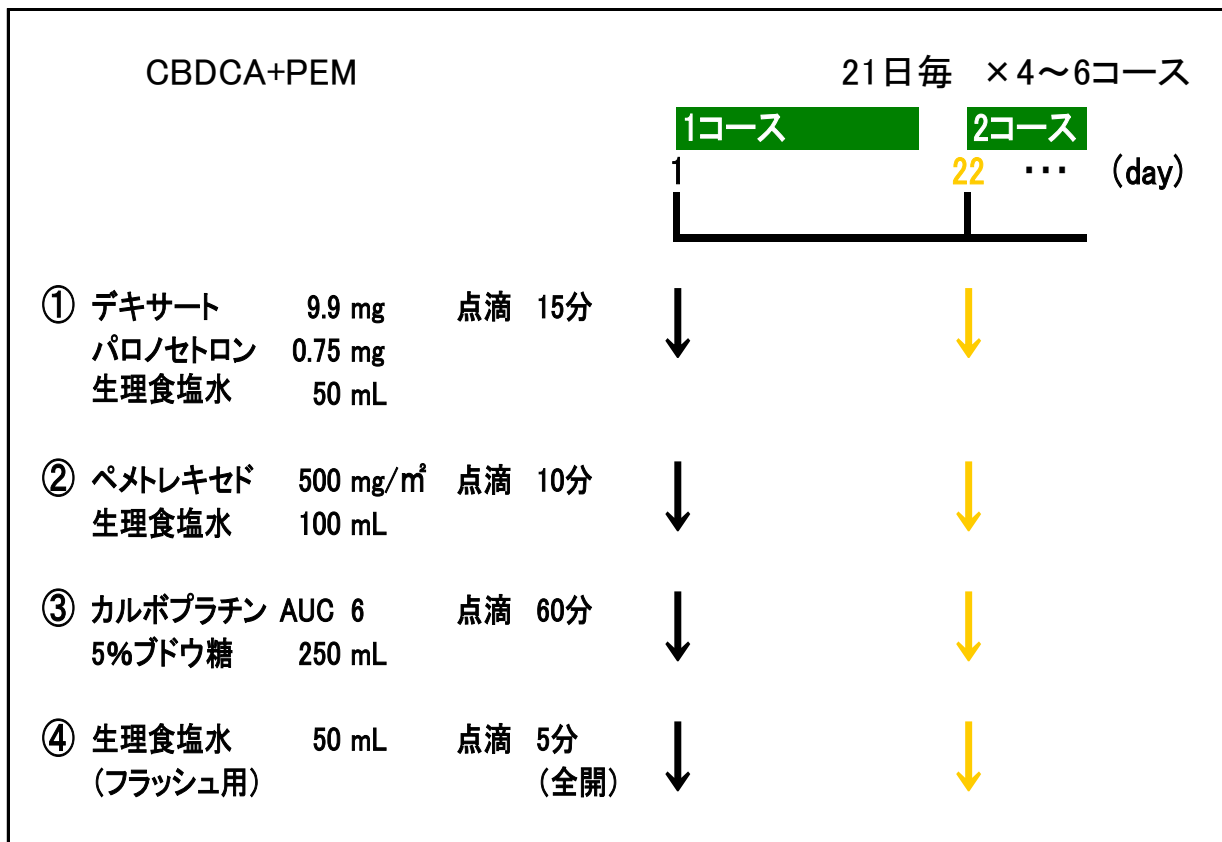 CBDCA+PEM 21日毎 ×4～6コース
1コース 2コース
1 22 ・・・ (day)
① デキサート 9.9 mg 点滴 15分
パロノセトロン 0.75 mg
生理食塩水 50 mL
② ペメトレキセド 500 mg/㎡ 点滴 10分
生理食塩水 100 mL
③ カルボプラチン AUC 6 点滴 60分
5%ブドウ糖 250 mL
④ 生理食塩水 50 mL 点滴 5分
(フラッシュ用) (全開)